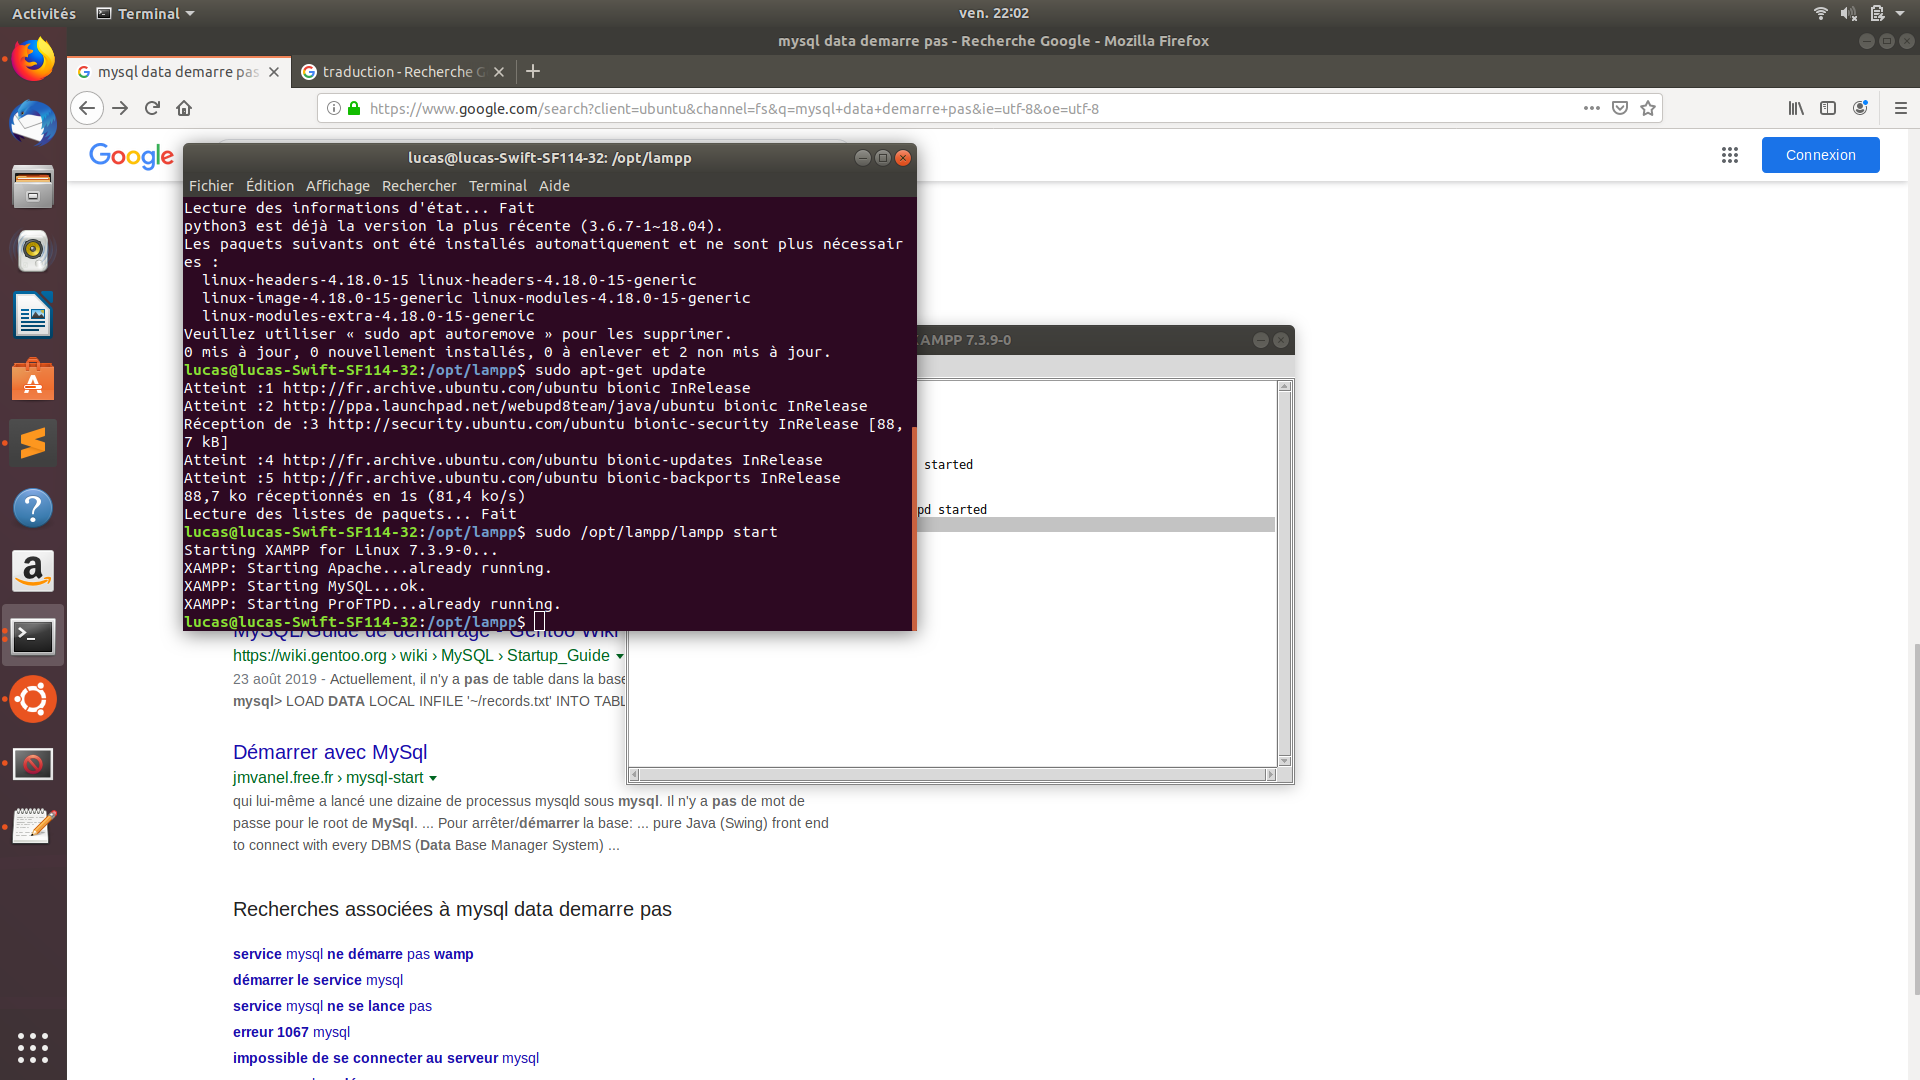 Activités
Terminal
ven. 22:02
mysql data demarre pas - Recherche Google - Mozilla Firefox
mysql data demarre pas
traduction - Recherche G
https://www.google.com/search?client=ubuntu&channel=fs&q=mysql+data+demarre+pas&ie=utf-8&oe=utf-8
Google
Connexion
lucas@lucas-Swift-SF114-32: /opt/lampp
Fichier Édition Affichage Rechercher Terminal Aide
Lecture des informations d'état... Fait
python3 est déjà la version la plus récente (3.6.7-1~18.04).
Les paquets suivants ont été installés automatiquement et ne sont plus nécessair
es :
linux-headers-4.18.0-15 linux-headers-4.18.0-15-generic
linux-image-4.18.0-15-generic linux-modules-4.18.0-15-generic
linux-modules-extra-4.18.0-15-generic
Veuillez utiliser « sudo apt autoremove » pour les supprimer.
0 mis à jour, 0 nouvellement installés, 0 à enlever et 2 non mis à jour.
lucas@lucas-Swift-SF114-32:/opt/lampp$ sudo apt-get update
Atteint :1 http://fr.archive.ubuntu.com/ubuntu bionic InRelease
Atteint :2 http://ppa.launchpad.net/webupd8team/java/ubuntu bionic InRelease
Réception de :3 http://security.ubuntu.com/ubuntu bionic-security InRelease [88,
7 kB]
Atteint :4 http://fr.archive.ubuntu.com/ubuntu bionic-updates InRelease
Atteint :5 http://fr.archive.ubuntu.com/ubuntu bionic-backports InRelease
88,7 ko réceptionnés en 1s (81,4 ko/s)
Lecture des listes de paquets... Fait
lucas@lucas-Swift-SF114-32:/opt/lampp$ sudo /opt/lampp/lampp start
Starting XAMPP for Linux 7.3.9-0...
XAMPP: Starting Apache...already running.
XAMPP: Starting MySQL...ok.
XAMPP: Starting ProFTPD...already running.
lucas@lucas-Swift-SF114-32:/opt/lampp$
XAMPP 7.3.9-0
started
pd started
MySQL/Guide de démarrage - Gentoo Wiki
https://wiki.gentoo.org › wiki › MySQL › Startup_Guide
23 août 2019 - Actuellement, il n'y a pas de table dans la base
mysql> LOAD DATA LOCAL INFILE '~/records.txt' INTO TABL
Démarrer avec MySql
jmvanel.free.fr › mysql-start
qui lui-même a lancé une dizaine de processus mysqld sous mysql. Il n'y a pas de mot de
passe pour le root de MySql. ... Pour arrêter/démarrer la base: ... pure Java (Swing) front end
to connect with every DBMS (Data Base Manager System) ...
Recherches associées à mysql data demarre pas
service mysql ne démarre pas wamp
démarrer le service mysql
service mysql ne se lance pas
erreur 1067 mysql
impossible de se connecter au serveur mysql